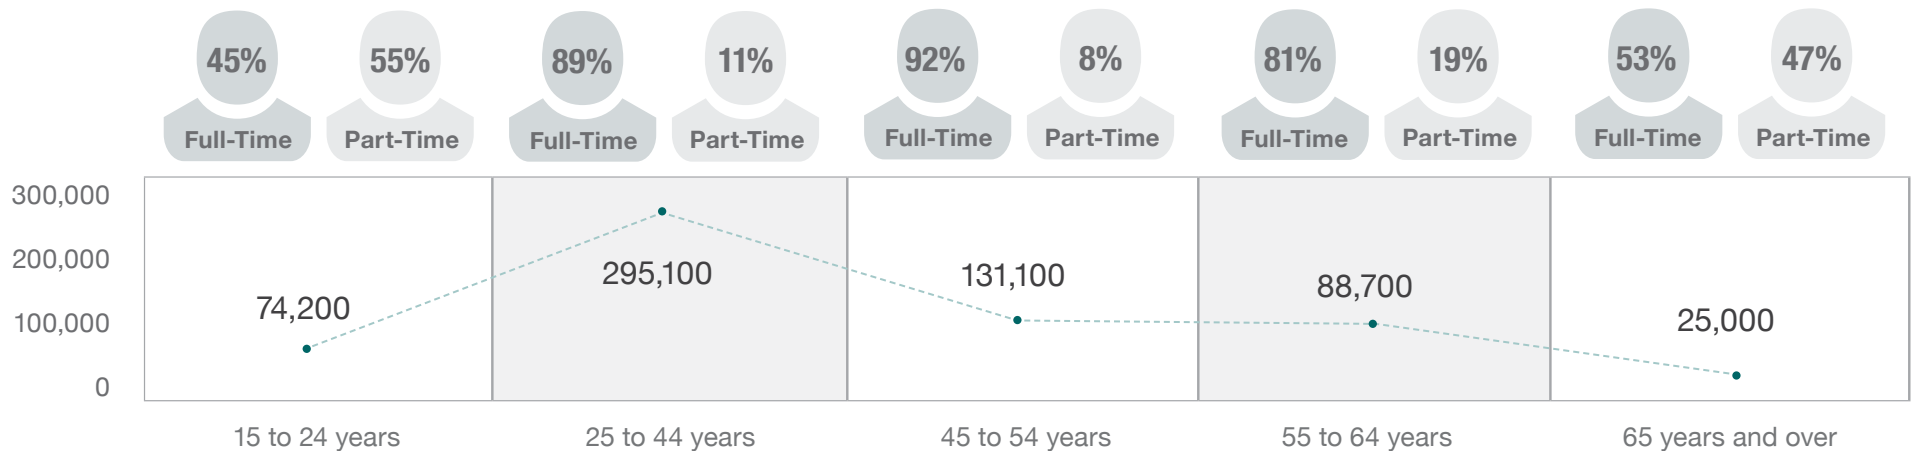 45% 55% 89% 11% 92% 8% 81% 19% 53% 47%
Full-Time Part-Time Full-Time Part-Time Full-Time Part-Time Full-Time Part-Time Full-Time Part-Time
300,000
200,000
295,100 131,100 88,700
74,200
100,000 25,000
0
15 to 24 years 25 to 44 years 45 to 54 years 55 to 64 years 65 years and over